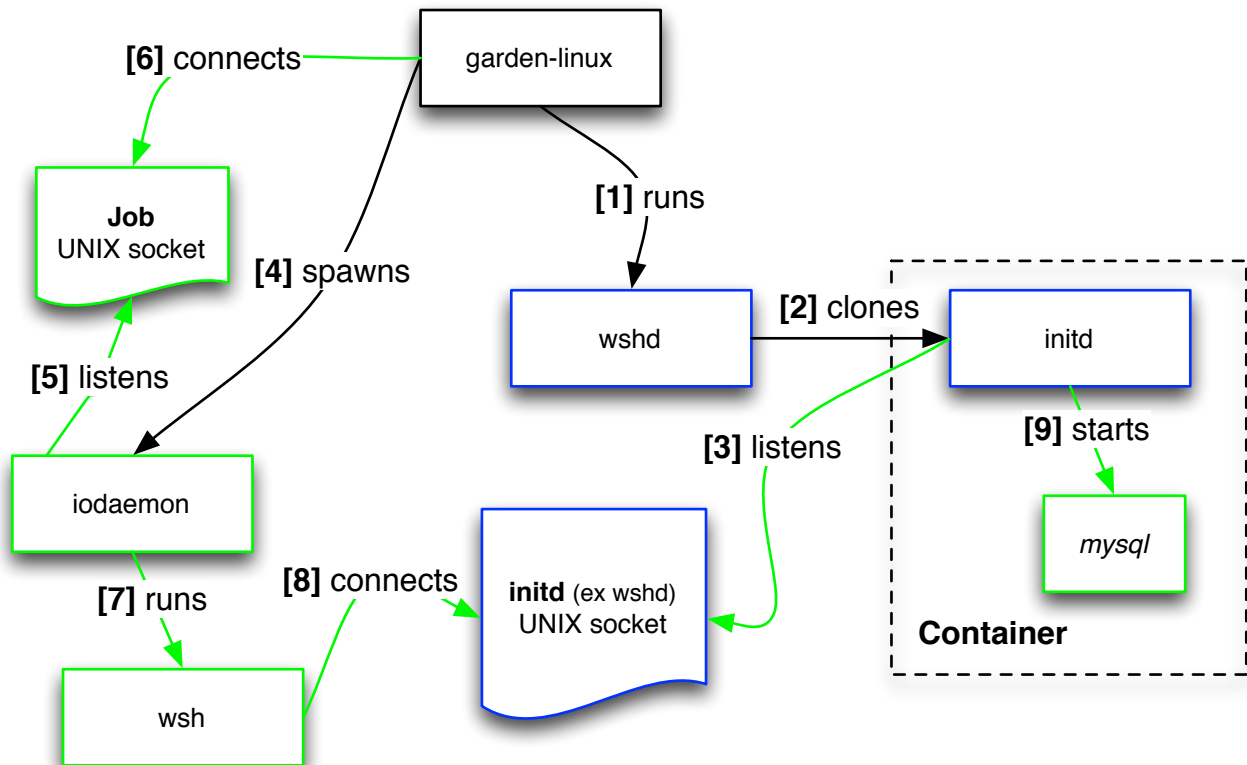 [6] connects
garden-linux
[1] runs
Job
UNIX socket
[4] spawns
[2] clones
wshd
initd
[5] listens
[9] starts
[3] listens
iodaemon
mysql
[8] connects
initd (ex wshd)
UNIX socket
[7] runs
Container
wsh